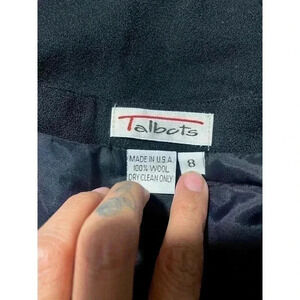 Talbots
MADE IN U.S.A.
100% WOOL
DRY CLEAN ONLY
8